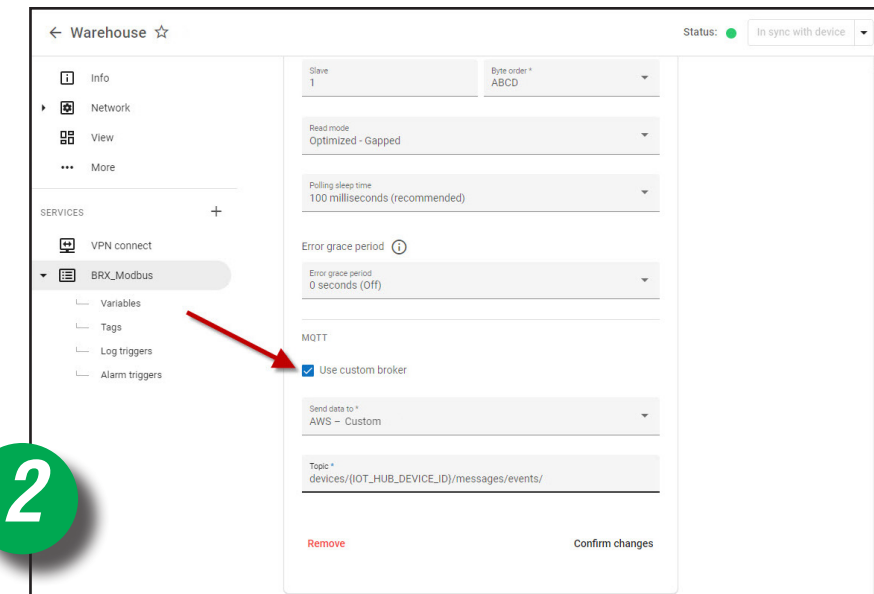 Warehouse
Status:
In sync with device
Info
Network
View
More
SERVICES
VPN connect
BRX_Modbus
Variables
Tags
Log triggers
Alarm triggers
Slave
1
Byte order *
ABCD
Read mode
Optimized - Gapped
Polling sleep time
100 milliseconds (recommended)
Error grace period
Error grace period
0 seconds (Off)
MQTT
Use custom broker
Send data to *
AWS – Custom
Topic *
devices/{IOT_HUB_DEVICE_ID}/messages/events/
Remove
Confirm changes
2